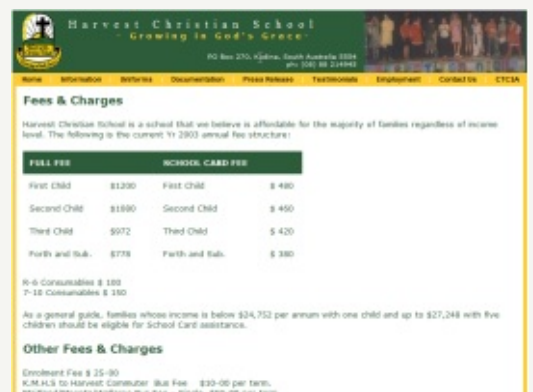 Harvest Christian School
- Growing in God's Grace-
PO Box 270, Kadina, South Australia 5554
ph: (08) 88
Home Information Uniforms Documentation Press Release Testimonials Employment Contact Us CTCIA
Fees & Charges
Harvest Christian School is a school that we believe is affordable for the majority of families regardless of income
level. The following is the current Yr 2003 annual fee structure:
FULL FEE SCHOOL CARD FEE
First Child $1200 First Child $ 480
Second Child Second Child $ 460
Third Child $972 Third Child $ 420
Forth and Sub. $778 Forth and Sub. $ 380
R-6 Consumables $ 100
7-10 Consumables $ 150
As a general guide, families whose income is below $24,752 per annum with one child and up to $27,248 with five
children should be eligible for School Card assistance.
Other Fees & Charges
Enrolment Fee $ 25-00
K.M.H.S to Harvest Commuter Bus Fee $10-00 per term.